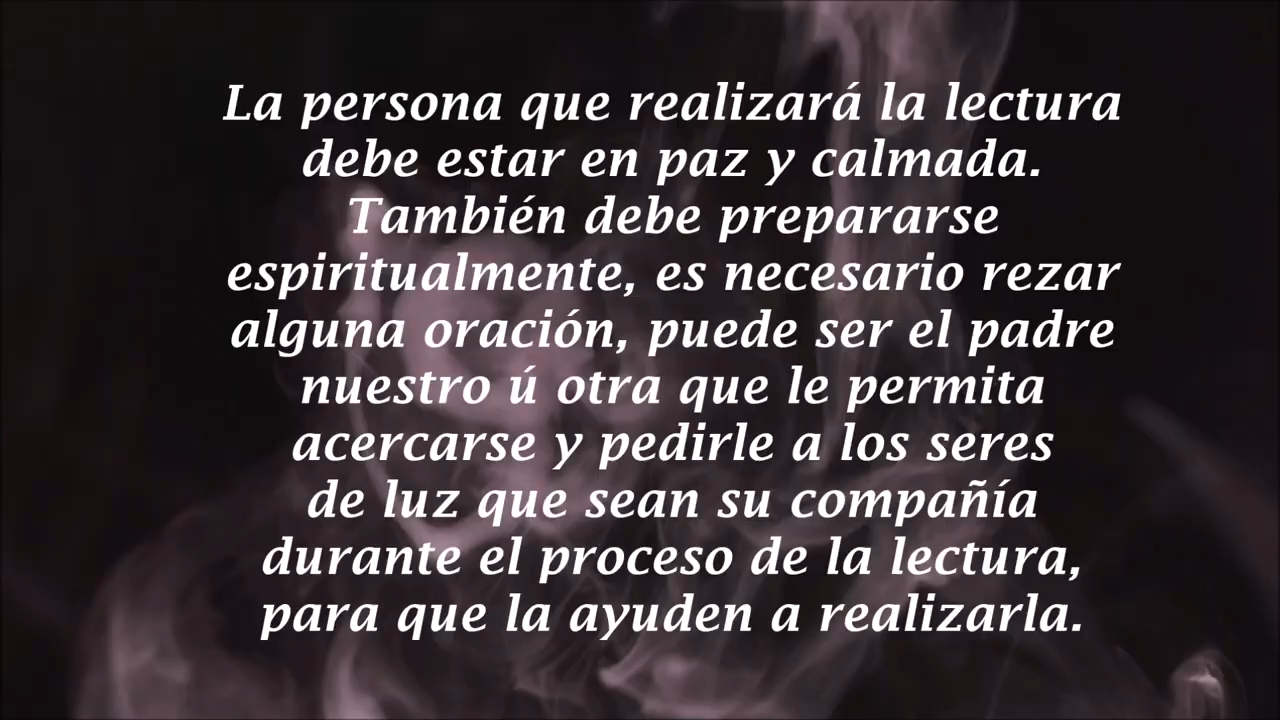 La persona que realizará la lectura
debe estar en paz y calmada.
También debe prepararse
espiritualmente, es necesario rezar
alguna oración, puede ser el padre
nuestro ú otra que le permita
acercarse y pedirle a los seres
de luz que sean su compañía
durante el proceso de la lectura,
para que la ayuden a realizarla.